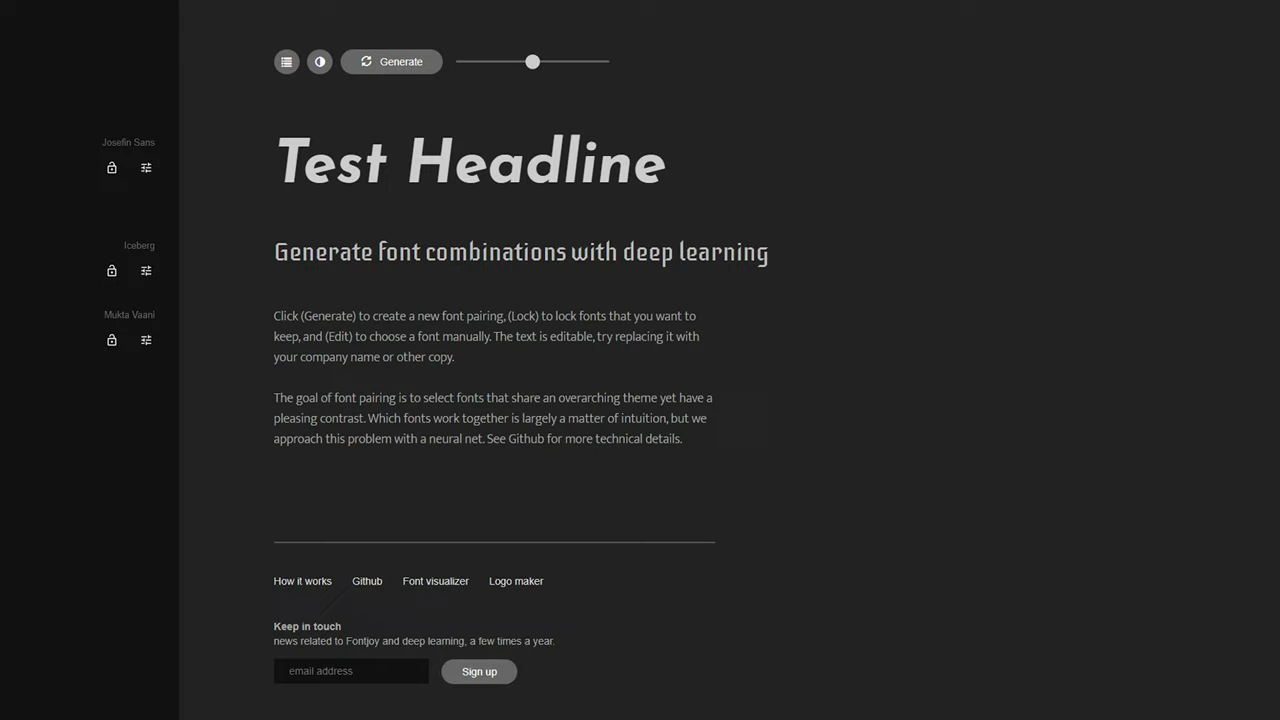 Generate
Josefin Sans
Test Headline
Iceberg
Generate font combinations with deep learning
Mukta Vaani
Click (Generate) to create a new font pairing, (Lock) to lock fonts that you want to
keep, and (Edit) to choose a font manually. The text is editable, try replacing it with
your company name or other copy.
The goal of font pairing is to select fonts that share an overarching theme yet have a
pleasing contrast. Which fonts work together is largely a matter of intuition, but we
approach this problem with a neural net. See Github for more technical details.
How it works Github Font visualizer Logo maker
Keep in touch
news related to Fontjoy and deep learning, a few times a year.
email address Sign up